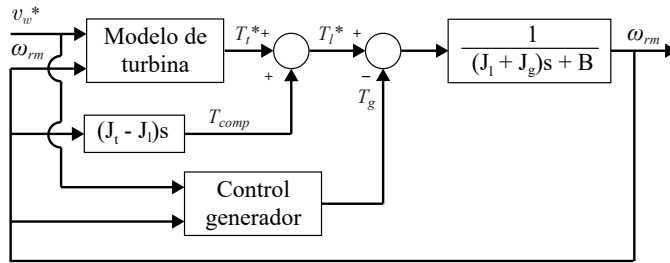 v_w*
ω_rm
Modelo de
turbina
T_t*
+
+
T_l*
+
−
T_g
1
(J_l + J_g)s + B
ω_rm
(J_t - J_l)s
T_comp
Control
generador